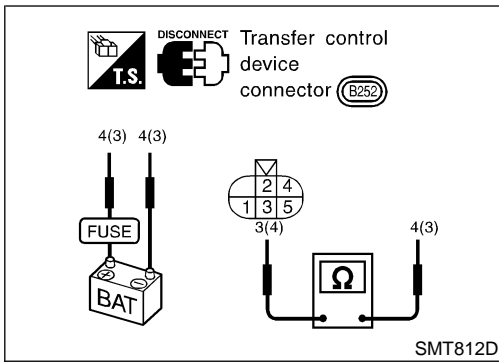 T.S.
DISCONNECT
Transfer control
device
connector B252
4(3) 4(3)
FUSE
+ -
BAT
2 4
1 3 5
3(4) 4(3)
Ω
SMT812D